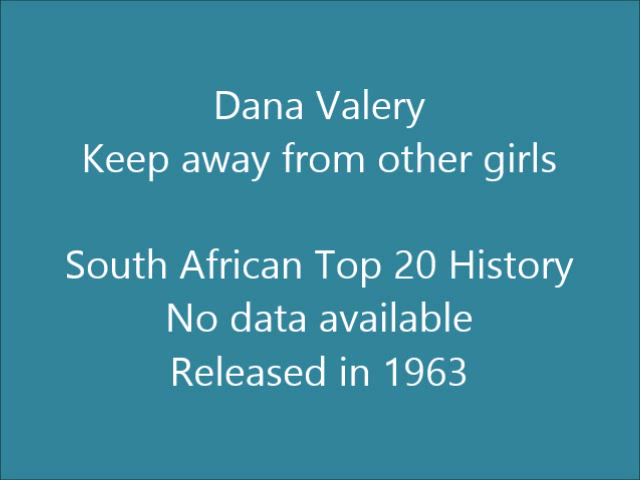 Dana Valery
Keep away from other girls
South African Top 20 History
No data available
Released in 1963